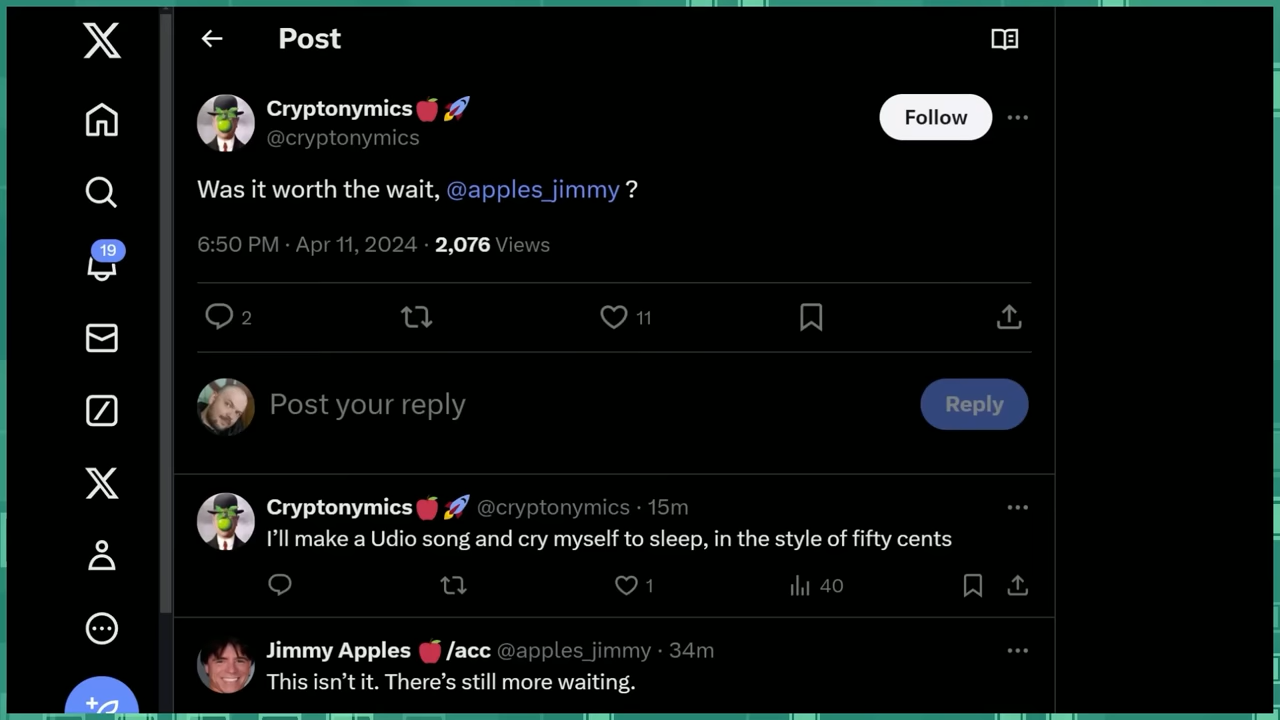 Post
Cryptonymics🍎🚀
@cryptonymics
Follow
Was it worth the wait, @apples_jimmy ?
6:50 PM · Apr 11, 2024 · 2,076 Views
19
2
11
Post your reply
Reply
Cryptonymics🍎🚀 @cryptonymics · 15m
I’ll make a Udio song and cry myself to sleep, in the style of fifty cents
1
40
Jimmy Apples 🍎/acc @apples_jimmy · 34m
This isn’t it. There’s still more waiting.